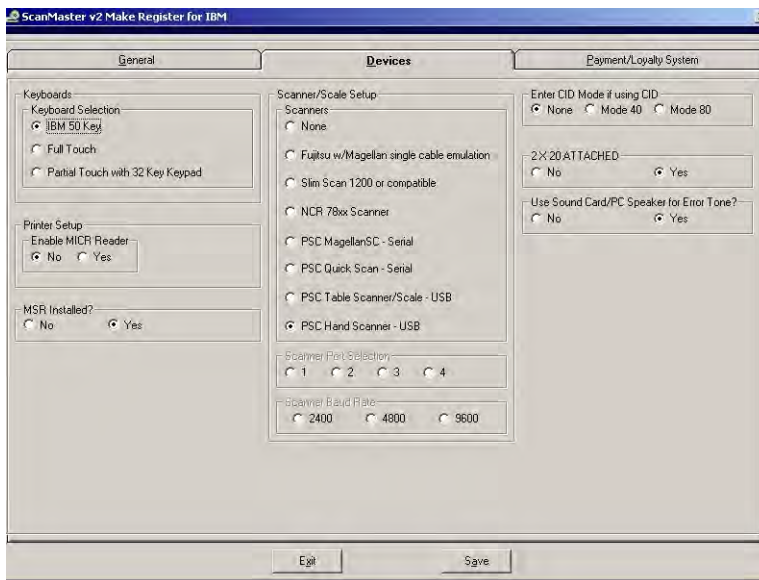 ScanMaster v2 Make Register for IBM
General
Devices
Payment/Loyalty System
Keyboards
Keyboard Selection
IBM 50 Key
Full Touch
Partial Touch with 32 Key Keypad
Printer Setup
Enable MICR Reader
No Yes
MSR Installed?
No Yes
Scanner/Scale Setup
Scanners
None
Fujitsu w/Magellan single cable emulation
Slim Scan 1200 or compatible
NCR 78xx Scanner
PSC MagellanSC - Serial
PSC Quick Scan - Serial
PSC Table Scanner/Scale - USB
PSC Hand Scanner - USB
Scanner Port Selection
1 2 3 4
Scanner Baud Rate
2400 4800 9600
Enter CID Mode if using CID
None Mode 40 Mode 80
2 X 20 ATTACHED
No Yes
Use Sound Card/PC Speaker for Error Tone?
No Yes
Exit
Save